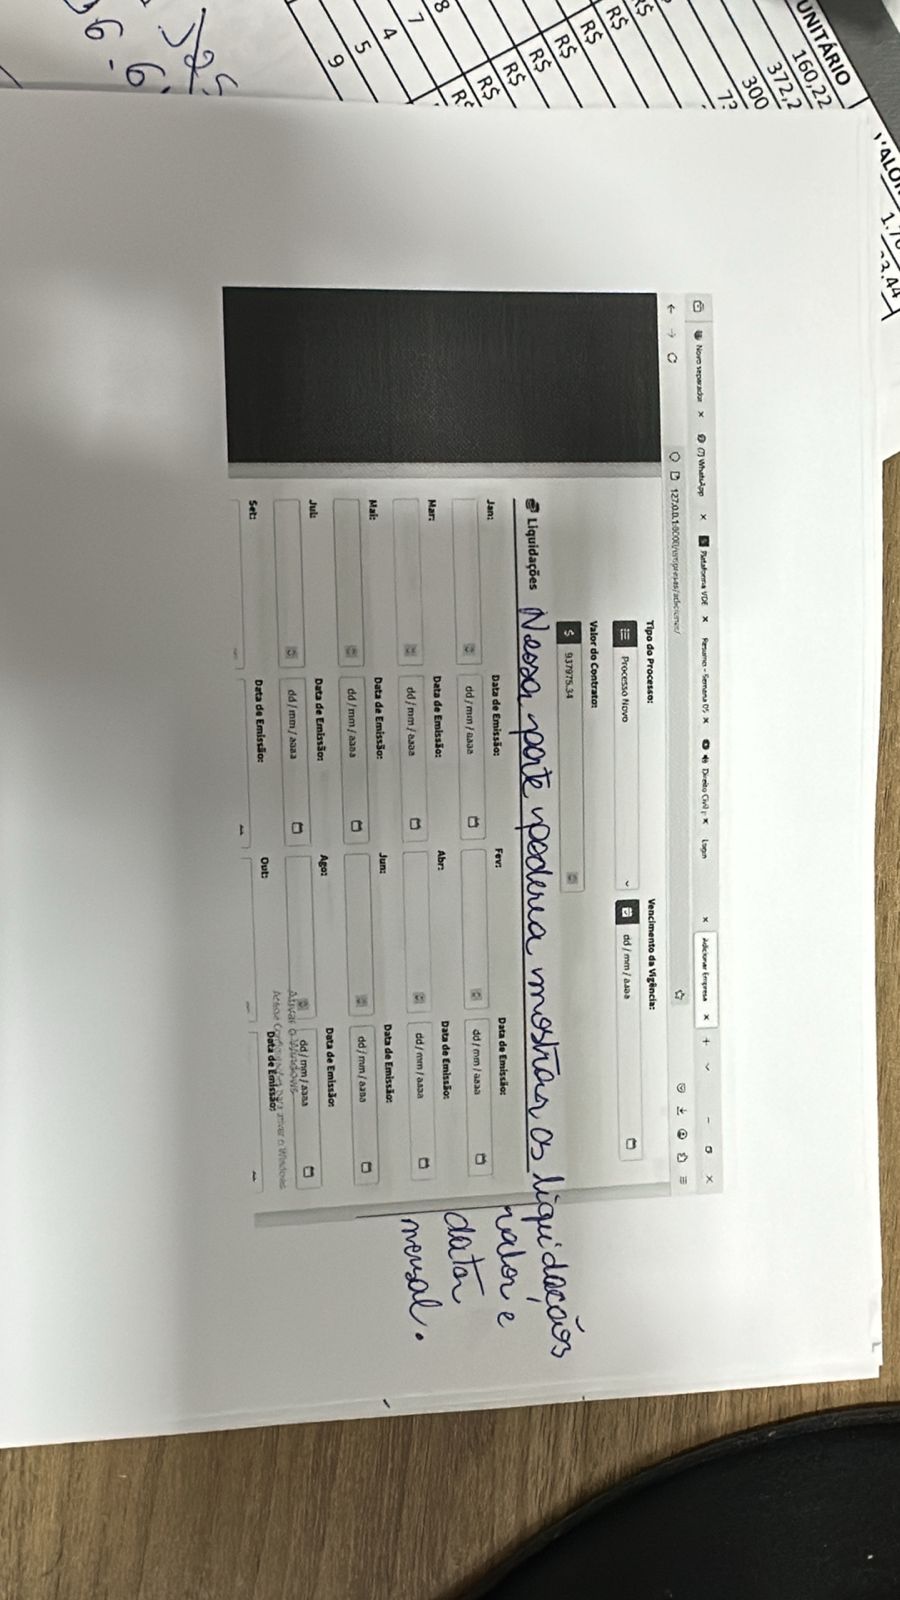 VALOR
1.76
33,44
UNITÁRIO
160,22
372,2
300
73
R$
R$
R$
R$
R$
R$
R$
8
7
4
5
9
Novo separador
(7) WhatsApp
Plataforma VDE
Resumo - Semana 05
Direito Civil p
Login
Adicionar Empresa
127.0.0.1:8000/empresas/adicionar/
Tipo do Processo: Vencimento da Vigência:
Processo Novo dd / mm / aaaa
Valor do Contrato:
$ 937975.34
Liquidações Nessa parte poderia mostrar as liquidações
valor e
data
mensal.
Jan: Data de Emissão: Fev: Data de Emissão:
dd / mm / aaaa dd / mm / aaaa
Mar: Data de Emissão: Abr: Data de Emissão:
dd / mm / aaaa dd / mm / aaaa
Mai: Data de Emissão: Jun: Data de Emissão:
dd / mm / aaaa dd / mm / aaaa
Jul: Data de Emissão: Ago: Data de Emissão:
dd / mm / aaaa dd / mm / aaaa
Ativar o Windows
Acesse Configurações para ativar o Windows
Set: Data de Emissão: Out: Data de Emissão: